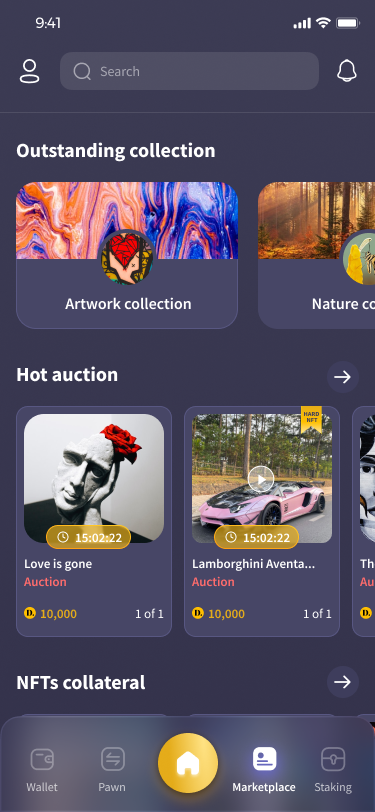 9:41
Search
Outstanding collection
Artwork collection
Nature co
Hot auction
HARD
NFT
15:02:22
15:02:22
Love is gone
Lamborghini Aventa...
Th
Auction
Auction
Au
D. 10,000
1 of 1
D. 10,000
1 of 1
NFTs collateral
Wallet
Pawn
Marketplace
Staking